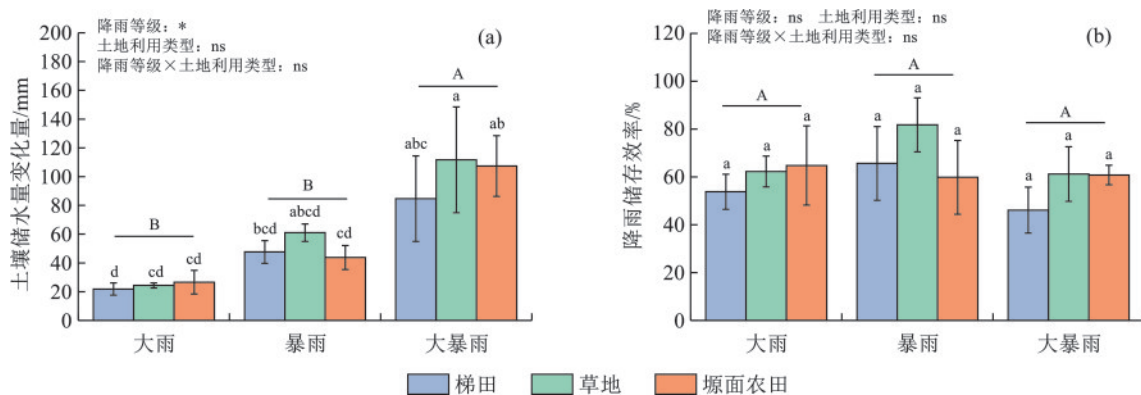 降雨等级：*
土地利用类型：ns
降雨等级×土地利用类型：ns
(a)
土壤储水量变化量/mm
200
180
160
140
120
100
80
60
40
20
0
B
d
cd
cd
B
bcd
abcd
cd
A
abc
a
ab
大雨
暴雨
大暴雨
降雨等级：ns 土地利用类型：ns
降雨等级×土地利用类型：ns
(b)
降雨储存效率/%
120
100
80
60
40
20
0
A
a
a
a
A
a
a
a
A
a
a
a
大雨
暴雨
大暴雨
梯田
草地
塬面农田